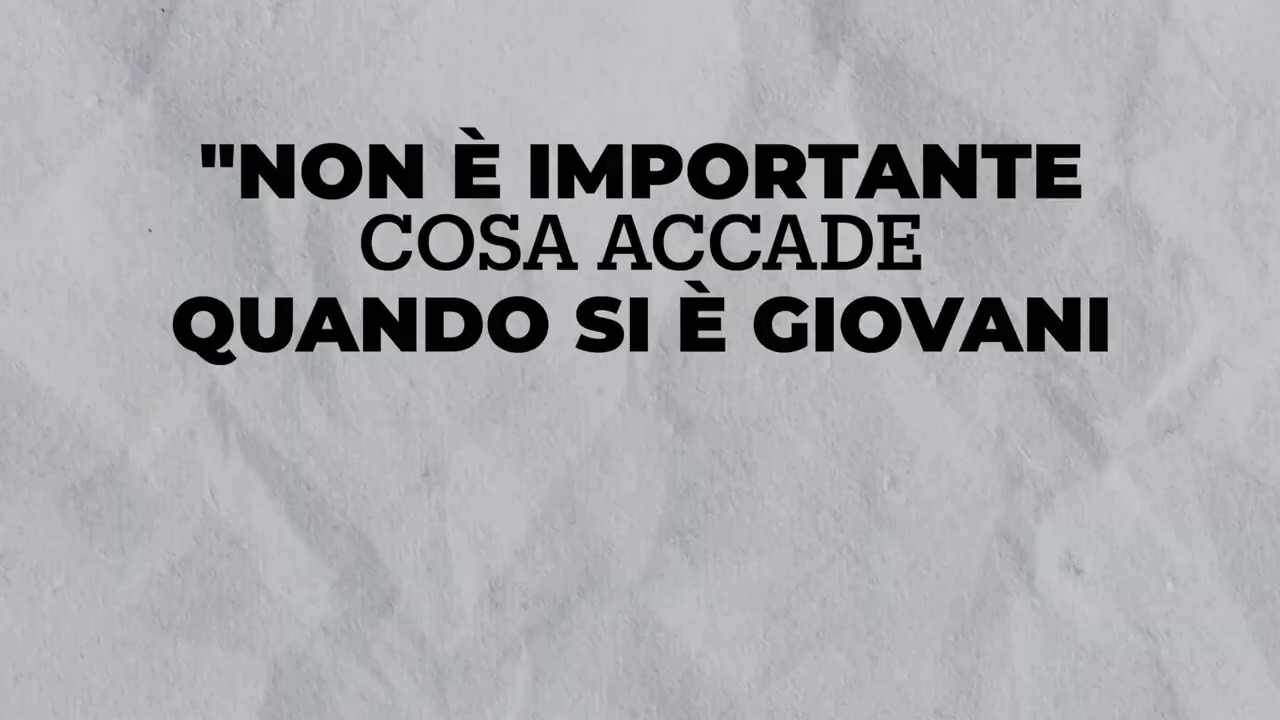 "NON È IMPORTANTE
COSA ACCADE
QUANDO SI È GIOVANI